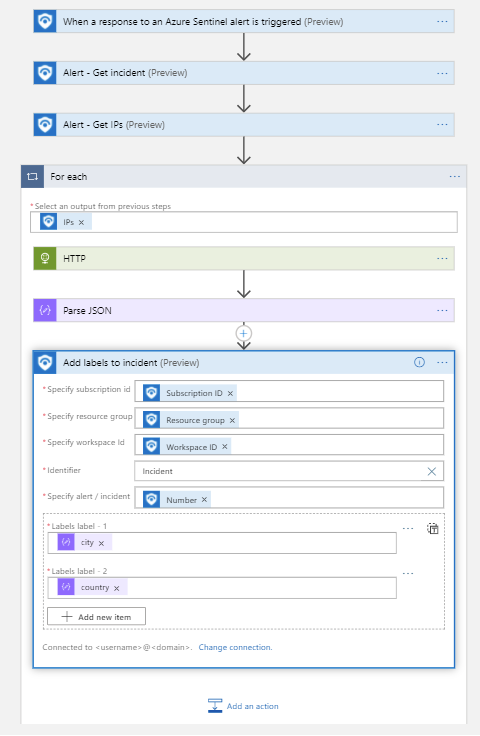 When a response to an Azure Sentinel alert is triggered (Preview)
Alert - Get incident (Preview)
Alert - Get IPs (Preview)
For each
*Select an output from previous steps
IPs ×
HTTP
Parse JSON
Add labels to incident (Preview)
*Specify subscription id
Subscription ID ×
*Specify resource group
Resource group ×
*Specify workspace Id
Workspace ID ×
*Identifier
Incident
*Specify alert / incident
Number ×
*Labels label - 1
city ×
*Labels label - 2
country ×
Add new item
Connected to <username>@<domain>. Change connection.
Add an action